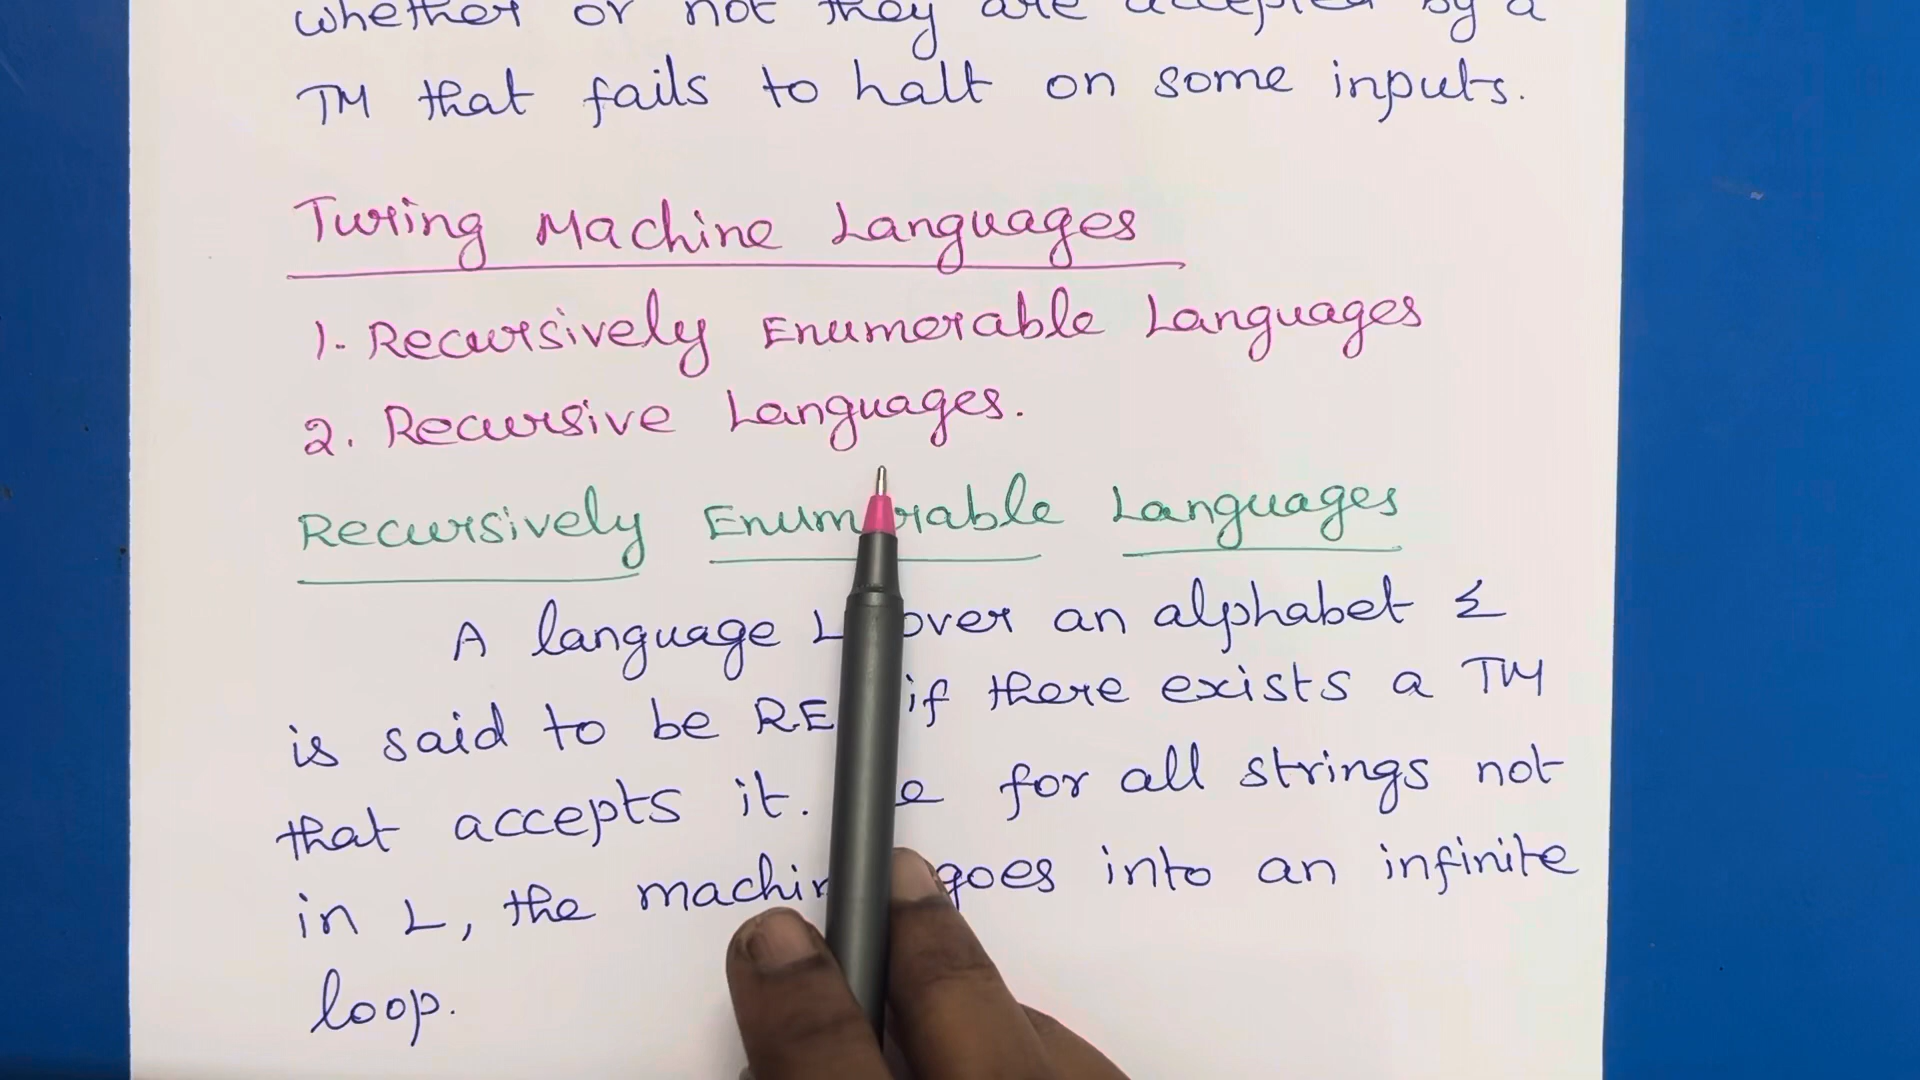 whether or not they are accepted by a
TM that fails to halt on some inputs.
Turing Machine Languages
1. Recursively Enumerable Languages
2. Recursive Languages.
Recursively Enumerable Languages
A language L over an alphabet Σ
is said to be RE if there exists a TM
that accepts it. for all strings not
in L, the machine goes into an infinite
loop.